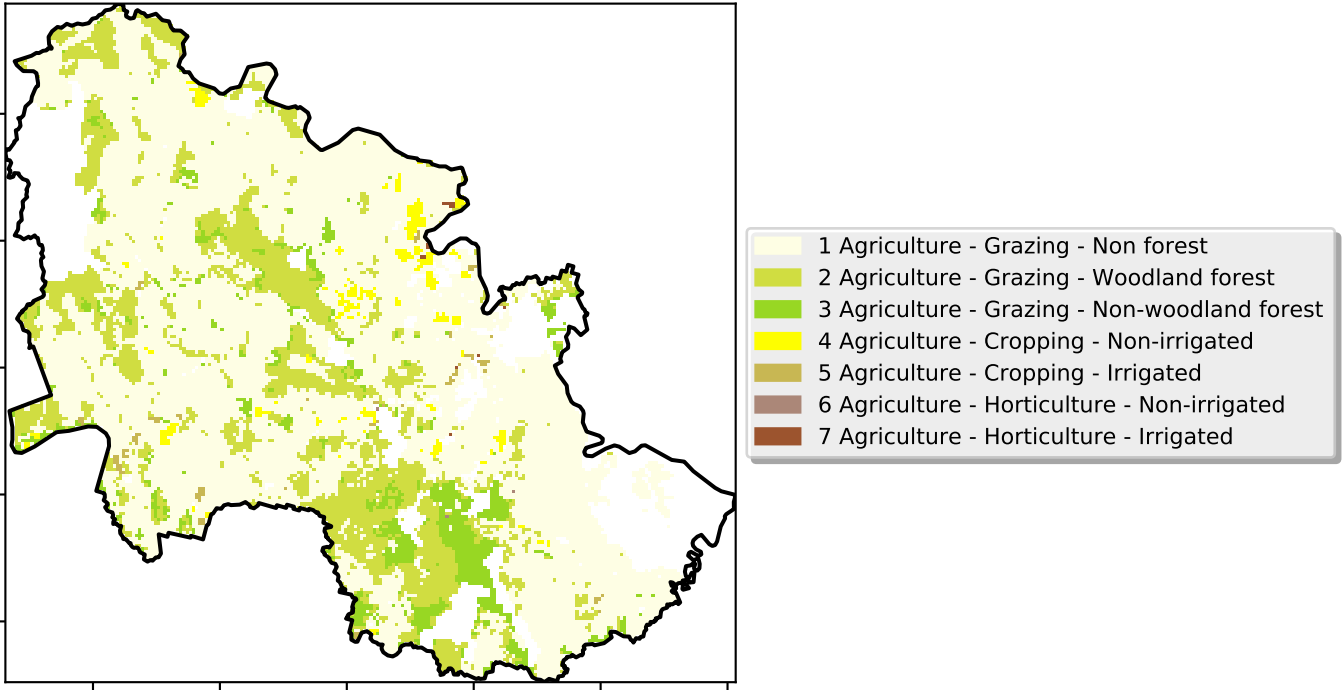 1 Agriculture - Grazing - Non forest
2 Agriculture - Grazing - Woodland forest
3 Agriculture - Grazing - Non-woodland forest
4 Agriculture - Cropping - Non-irrigated
5 Agriculture - Cropping - Irrigated
6 Agriculture - Horticulture - Non-irrigated
7 Agriculture - Horticulture - Irrigated